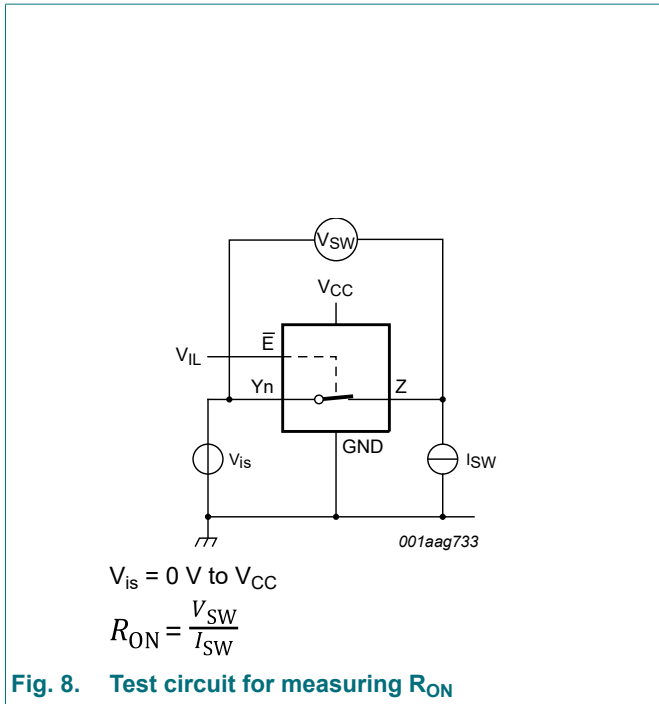 VSW
VCC
E̅
VIL
Yn
Z
GND
Vis
ISW
001aag733
Vis = 0 V to VCC
RON = VSW / ISW
Fig. 8. Test circuit for measuring RON